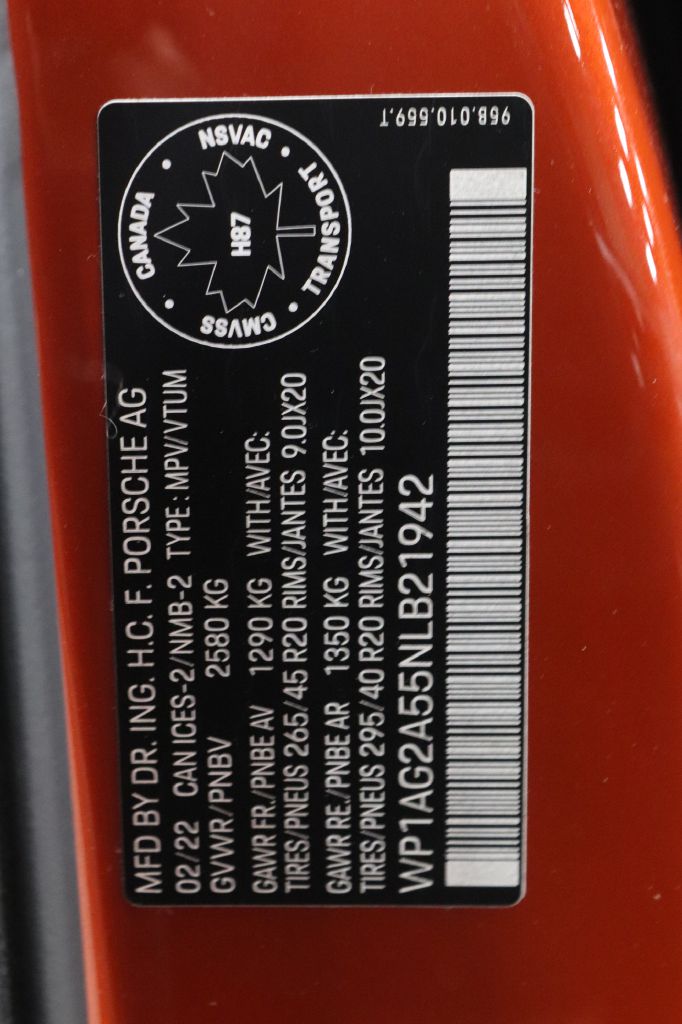 MFD BY DR. ING. H.C. F. PORSCHE AG
02/22 CAN ICES-2/NMB-2 TYPE: MPV/VTUM
GVWR/PNBV 2580 KG
GAWR FR./PNBE AV 1290 KG WITH/AVEC:
TIRES/PNEUS 265/45 R20 RIMS/JANTES 9.0JX20
GAWR RE./PNBE AR 1350 KG WITH/AVEC:
TIRES/PNEUS 295/40 R20 RIMS/JANTES 10.0JX20
WP1AG2A55NLB21942
CANADA • NSVAC • TRANSPORT • CMVSS •
H87
95B.010.559.T